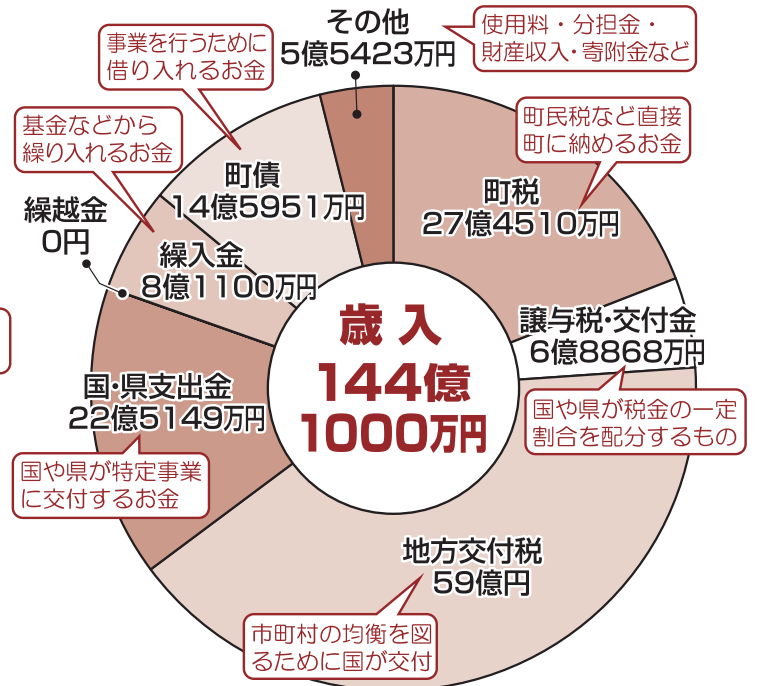 その他
5億5423万円
使用料・分担金・
財産収入・寄附金など
事業を行うために
借り入れるお金
町民税など直接
町に納めるお金
基金などから
繰り入れるお金
町債
14億5951万円
町税
27億4510万円
繰越金
0円
繰入金
8億1100万円
歳入
144億
1000万円
譲与税・交付金
6億8868万円
国・県支出金
22億5149万円
国や県が税金の一定
割合を配分するもの
国や県が特定事業
に交付するお金
地方交付税
59億円
市町村の均衡を図
るために国が交付